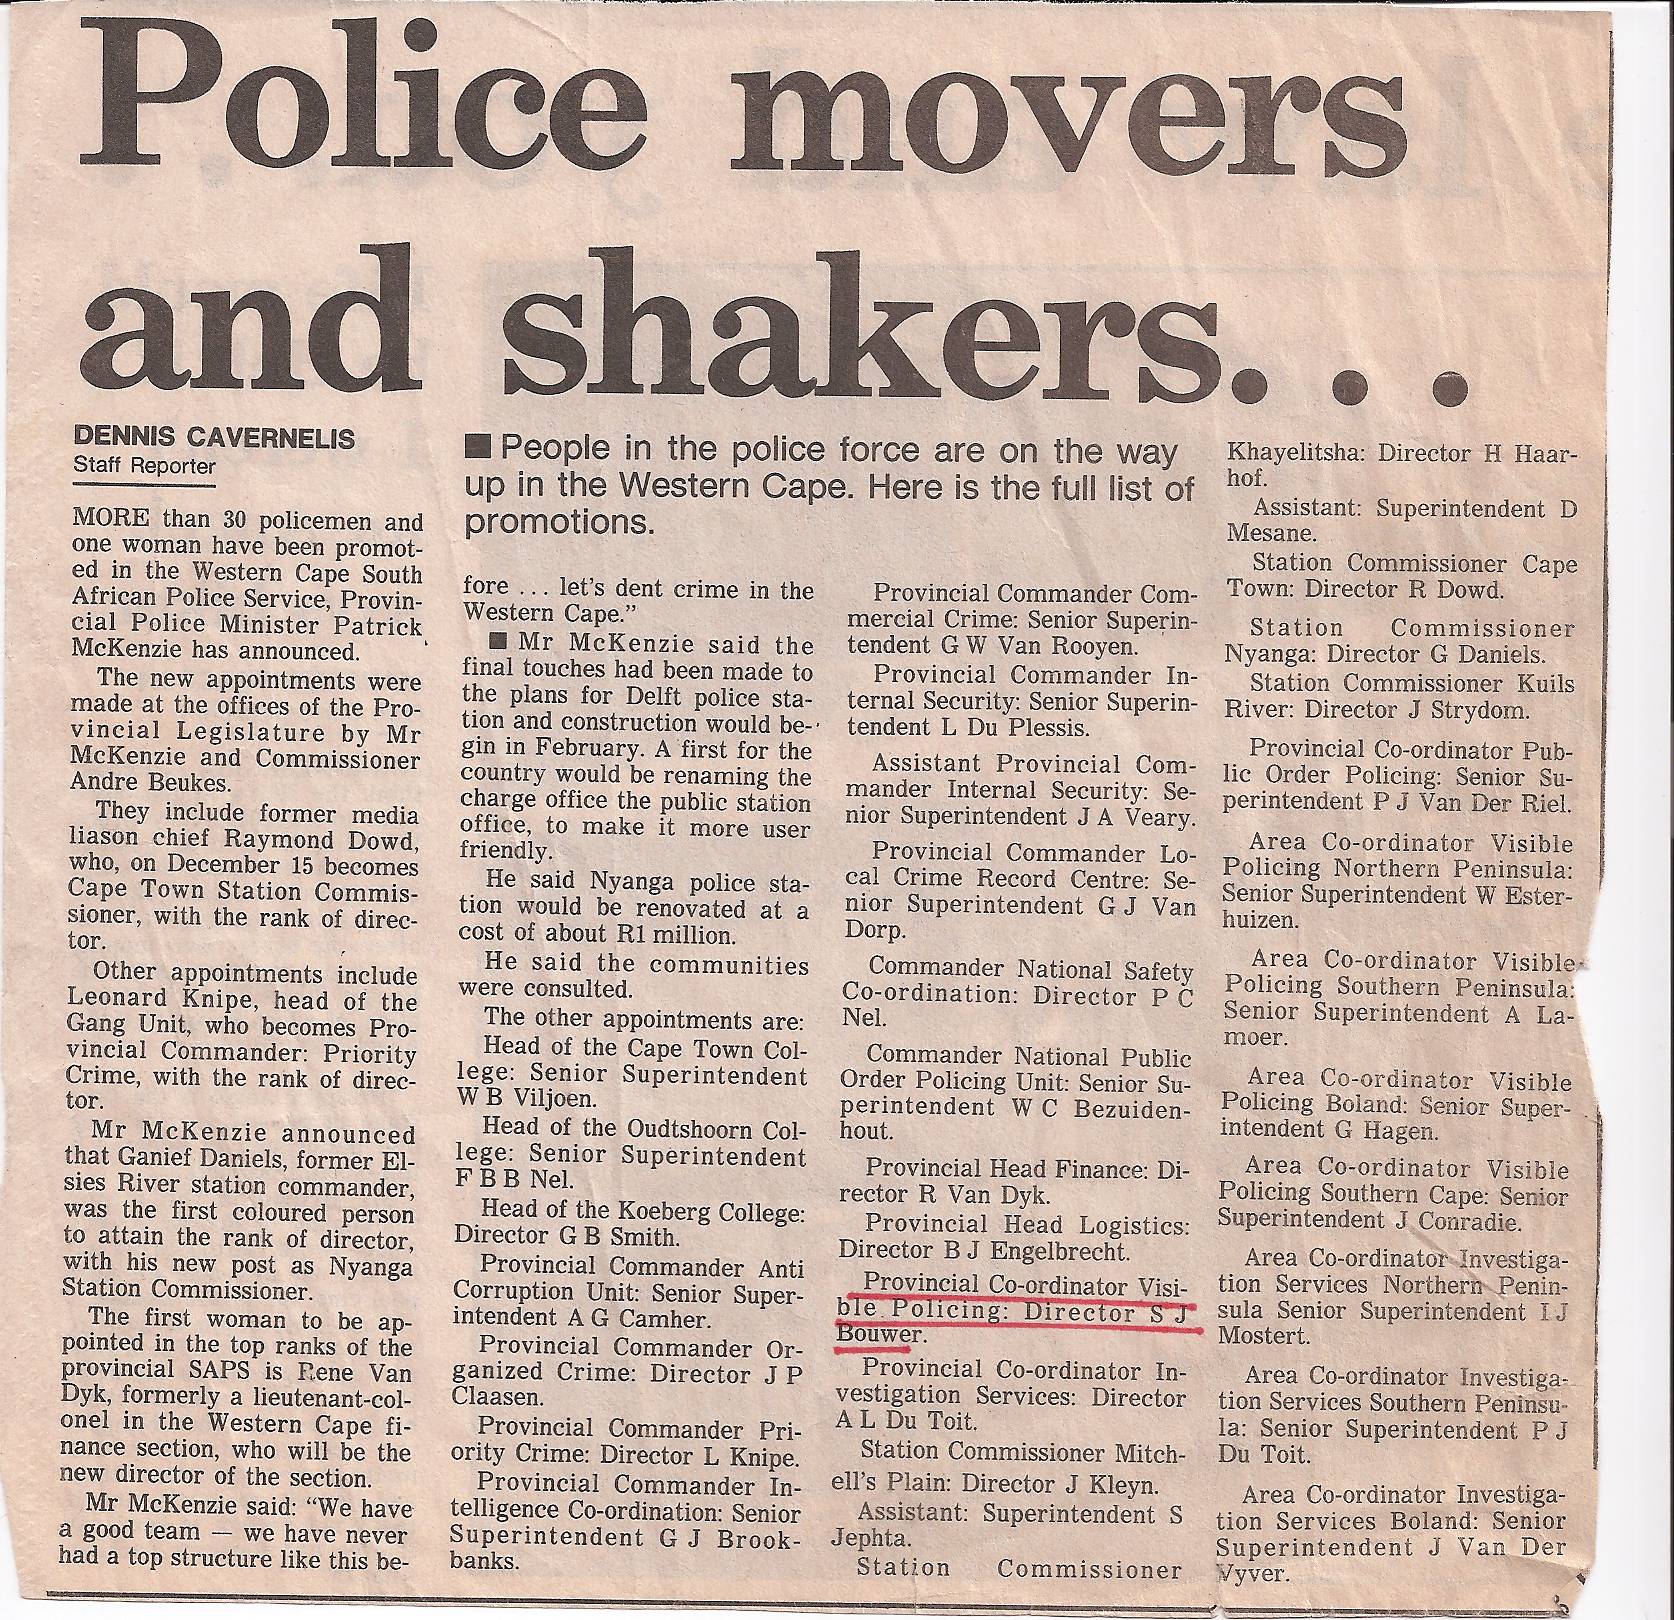 Police movers
and shakers. . .
DENNIS CAVERNELIS
Staff Reporter
MORE than 30 policemen and
one woman have been promot-
ed in the Western Cape South
African Police Service, Provin-
cial Police Minister Patrick
McKenzie has announced.
The new appointments were
made at the offices of the Pro-
vincial Legislature by Mr
McKenzie and Commissioner
Andre Beukes.
They include former media
liason chief Raymond Dowd,
who, on December 15 becomes
Cape Town Station Commis-
sioner, with the rank of direc-
tor.
Other appointments include
Leonard Knipe, head of the
Gang Unit, who becomes Pro-
vincial Commander: Priority
Crime, with the rank of direc-
tor.
Mr McKenzie announced
that Ganief Daniels, former El-
sies River station commander,
was the first coloured person
to attain the rank of director,
with his new post as Nyanga
Station Commissioner.
The first woman to be ap-
pointed in the top ranks of the
provincial SAPS is Rene Van
Dyk, formerly a lieutenant-col-
onel in the Western Cape fi-
nance section, who will be the
new director of the section.
Mr McKenzie said: “We have
a good team — we have never
had a top structure like this be-
■ People in the police force are on the way
up in the Western Cape. Here is the full list of
promotions.
fore ... let's dent crime in the
Western Cape.”
■ Mr McKenzie said the
final touches had been made to
the plans for Delft police sta-
tion and construction would be-
gin in February. A first for the
country would be renaming the
charge office the public station
office, to make it more user
friendly.
He said Nyanga police sta-
tion would be renovated at a
cost of about R1 million.
He said the communities
were consulted.
The other appointments are:
Head of the Cape Town Col-
lege: Senior Superintendent
W B Viljoen.
Head of the Oudtshoorn Col-
lege: Senior Superintendent
F B B Nel.
Head of the Koeberg College:
Director G B Smith.
Provincial Commander Anti
Corruption Unit: Senior Super-
intendent A G Camher.
Provincial Commander Or-
ganized Crime: Director J P
Claasen.
Provincial Commander Pri-
ority Crime: Director L Knipe.
Provincial Commander In-
telligence Co-ordination: Senior
Superintendent G J Brook-
banks.
Provincial Commander Com-
mercial Crime: Senior Superin-
tendent G W Van Rooyen.
Provincial Commander In-
ternal Security: Senior Superin-
tendent L Du Plessis.
Assistant Provincial Com-
mander Internal Security: Se-
nior Superintendent J A Veary.
Provincial Commander Lo-
cal Crime Record Centre: Se-
nior Superintendent G J Van
Dorp.
Commander National Safety
Co-ordination: Director P C
Nel.
Commander National Public
Order Policing Unit: Senior Su-
perintendent W C Bezuiden-
hout.
Provincial Head Finance: Di-
rector R Van Dyk.
Provincial Head Logistics:
Director B J Engelbrecht.
Provincial Co-ordinator Visi-
ble Policing: Director S J
Bouwer.
Provincial Co-ordinator In-
vestigation Services: Director
A L Du Toit.
Station Commissioner Mitch-
ell's Plain: Director J Kleyn.
Assistant: Superintendent S
Jephta.
Station Commissioner
Khayelitsha: Director H Haar-
hof.
Assistant: Superintendent D
Mesane.
Station Commissioner Cape
Town: Director R Dowd.
Station Commissioner
Nyanga: Director G Daniels.
Station Commissioner Kuils
River: Director J Strydom.
Provincial Co-ordinator Pub-
lic Order Policing: Senior Su-
perintendent P J Van Der Riel.
Area Co-ordinator Visible
Policing Northern Peninsula:
Senior Superintendent W Ester-
huizen.
Area Co-ordinator Visible
Policing Southern Peninsula:
Senior Superintendent A La-
moer.
Area Co-ordinator Visible
Policing Boland: Senior Super-
intendent G Hagen.
Area Co-ordinator Visible
Policing Southern Cape: Senior
Superintendent J Conradie.
Area Co-ordinator Investiga-
tion Services Northern Penin-
sula Senior Superintendent I J
Mostert.
Area Co-ordinator Investiga-
tion Services Southern Peninsu-
la: Senior Superintendent P J
Du Toit.
Area Co-ordinator Investiga-
tion Services Boland: Senior
Superintendent J Van Der
Vyver.